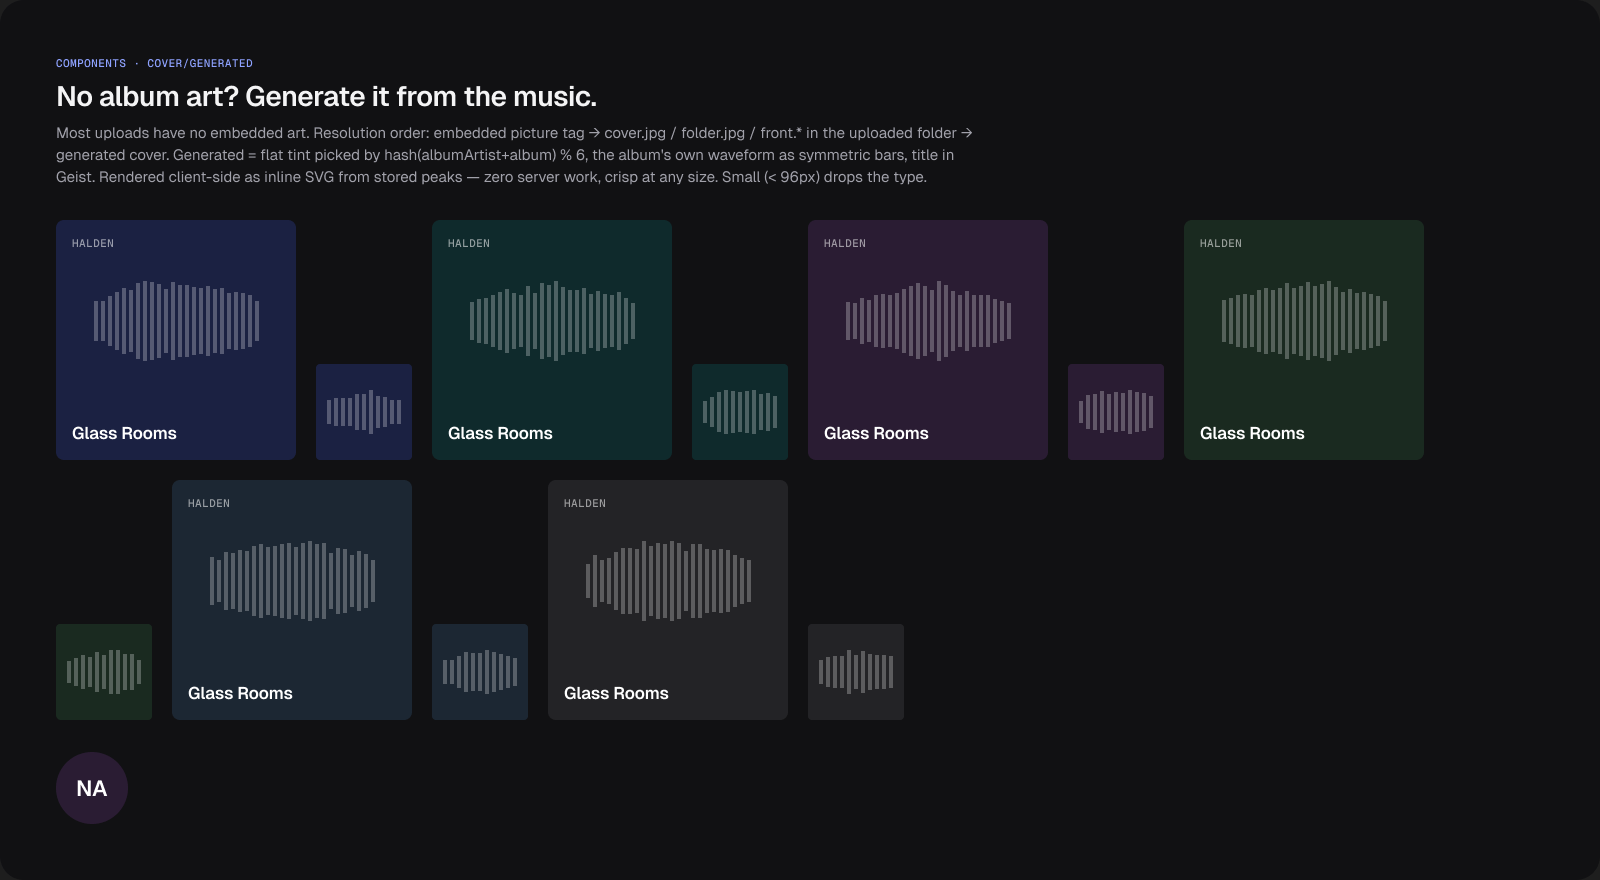 COMPONENTS · COVER/GENERATED
No album art? Generate it from the music.
Most uploads have no embedded art. Resolution order: embedded picture tag → cover.jpg / folder.jpg / front.* in the uploaded folder →
generated cover. Generated = flat tint picked by hash(albumArtist+album) % 6, the album's own waveform as symmetric bars, title in
Geist. Rendered client-side as inline SVG from stored peaks — zero server work, crisp at any size. Small (< 96px) drops the type.
HALDEN
Glass Rooms
HALDEN
Glass Rooms
HALDEN
Glass Rooms
HALDEN
Glass Rooms
HALDEN
Glass Rooms
HALDEN
Glass Rooms
NA